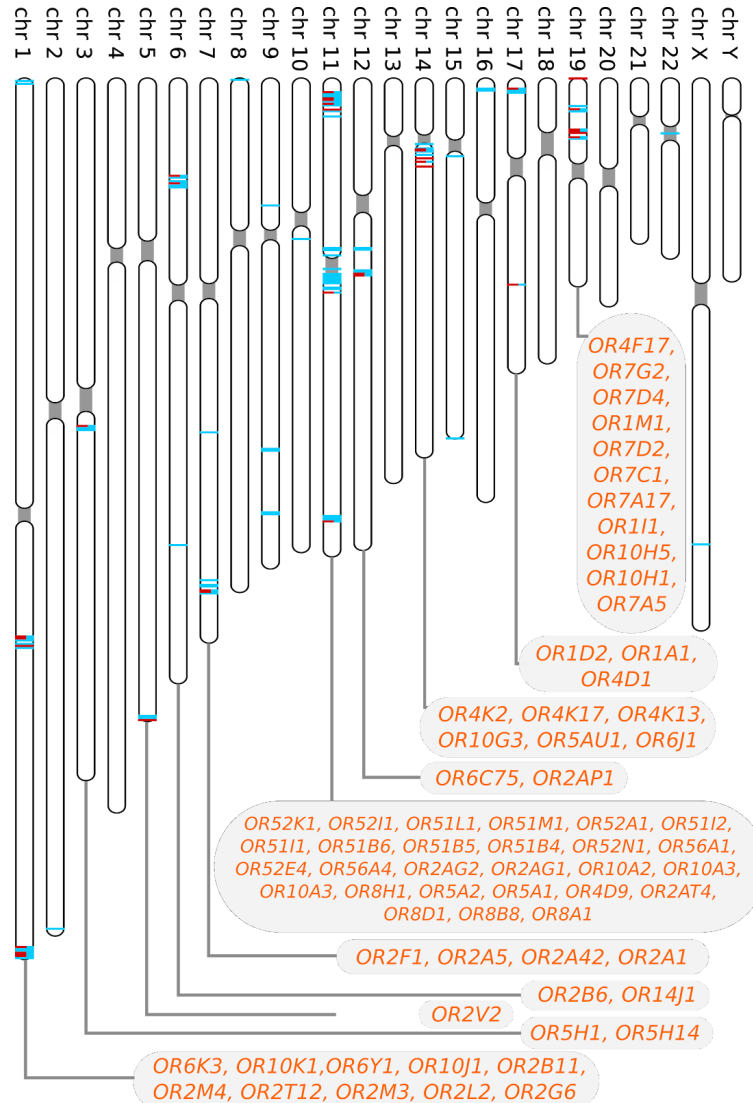 chr 1
chr 2
chr 3
chr 4
chr 5
chr 6
chr 7
chr 8
chr 9
chr 10
chr 11
chr 12
chr 13
chr 14
chr 15
chr 16
chr 17
chr 18
chr 19
chr 20
chr 21
chr 22
chr X
chr Y
OR4F17,
OR7G2,
OR7D4,
OR1M1,
OR7D2,
OR7C1,
OR7A17,
OR1I1,
OR10H5,
OR10H1,
OR7A5
OR1D2, OR1A1,
OR4D1
OR4K2, OR4K17, OR4K13,
OR10G3, OR5AU1, OR6J1
OR6C75, OR2AP1
OR52K1, OR52I1, OR51L1, OR51M1, OR52A1, OR51I2,
OR51I1, OR51B6, OR51B5, OR51B4, OR52N1, OR56A1,
OR52E4, OR56A4, OR2AG2, OR2AG1, OR10A2, OR10A3,
OR10A3, OR8H1, OR5A2, OR5A1, OR4D9, OR2AT4,
OR8D1, OR8B8, OR8A1
OR2F1, OR2A5, OR2A42, OR2A1
OR2B6, OR14J1
OR2V2
OR5H1, OR5H14
OR6K3, OR10K1,OR6Y1, OR10J1, OR2B11,
OR2M4, OR2T12, OR2M3, OR2L2, OR2G6